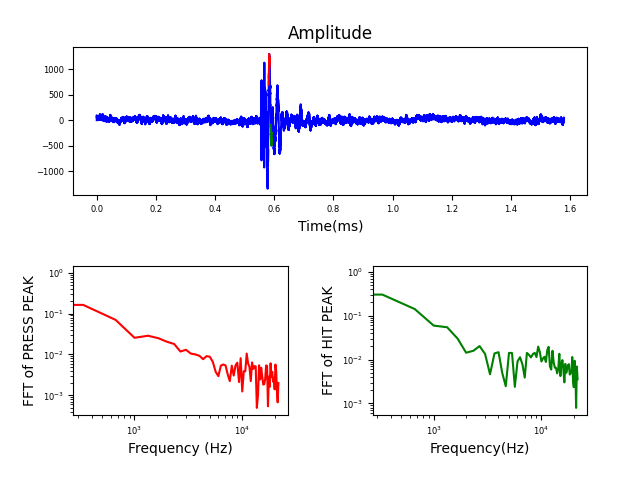 Amplitude
1000
500
0
−500
−1000
0.0 0.2 0.4 0.6 0.8 1.0 1.2 1.4 1.6
Time(ms)
FFT of PRESS PEAK
10⁰
10⁻¹
10⁻²
10⁻³
10³ 10⁴
Frequency (Hz)
FFT of HIT PEAK
10⁰
10⁻¹
10⁻²
10⁻³
10³ 10⁴
Frequency(Hz)